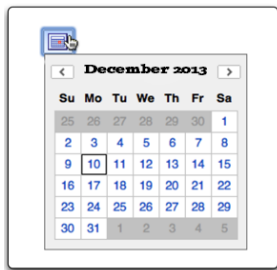 December 2013
Su Mo Tu We Th Fr Sa
25 26 27 28 29 30 1
2 3 4 5 6 7 8
9 10 11 12 13 14 15
16 17 18 19 20 21 22
23 24 25 26 27 28 29
30 31 1 2 3 4 5